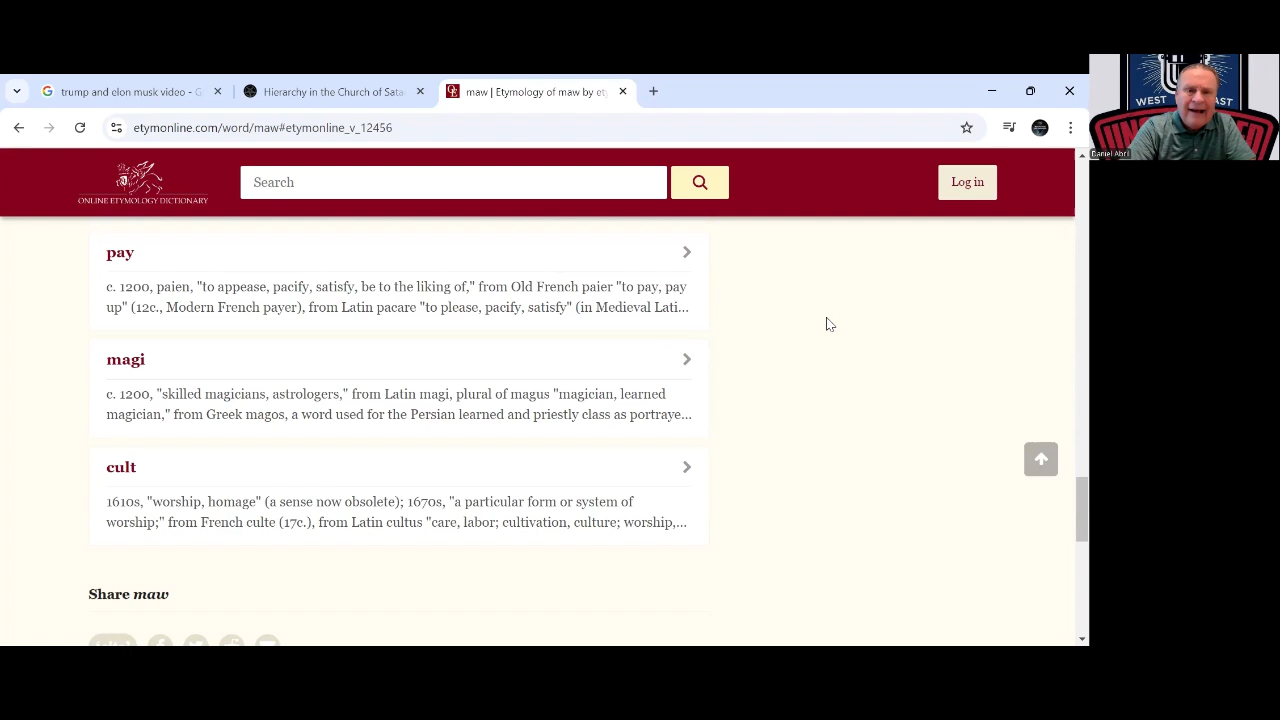 trump and elon musk video - G
Hierarchy in the Church of Sata
maw | Etymology of maw by ety
etymonline.com/word/maw#etymonline_v_12456
WEST
Daniel Abril
ONLINE ETYMOLOGY DICTIONARY
Search
Log in
pay
c. 1200, paien, "to appease, pacify, satisfy, be to the liking of," from Old French paier "to pay, pay
up" (12c., Modern French payer), from Latin pacare "to please, pacify, satisfy" (in Medieval Lati...
magi
c. 1200, "skilled magicians, astrologers," from Latin magi, plural of magus "magician, learned
magician," from Greek magos, a word used for the Persian learned and priestly class as portraye...
cult
1610s, "worship, homage" (a sense now obsolete); 1670s, "a particular form or system of
worship;" from French culte (17c.), from Latin cultus "care, labor; cultivation, culture; worship,...
Share maw